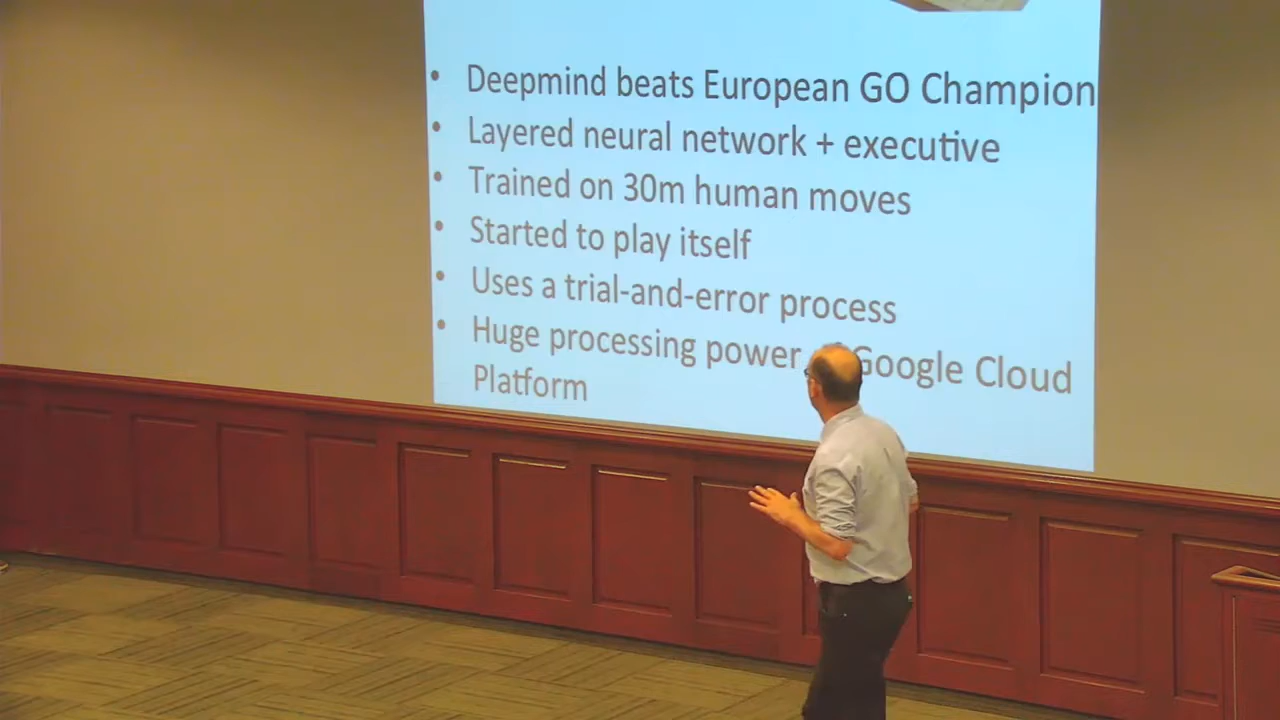 • Deepmind beats European GO Champion
• Layered neural network + executive
• Trained on 30m human moves
• Started to play itself
• Uses a trial-and-error process
• Huge processing power Google Cloud
Platform